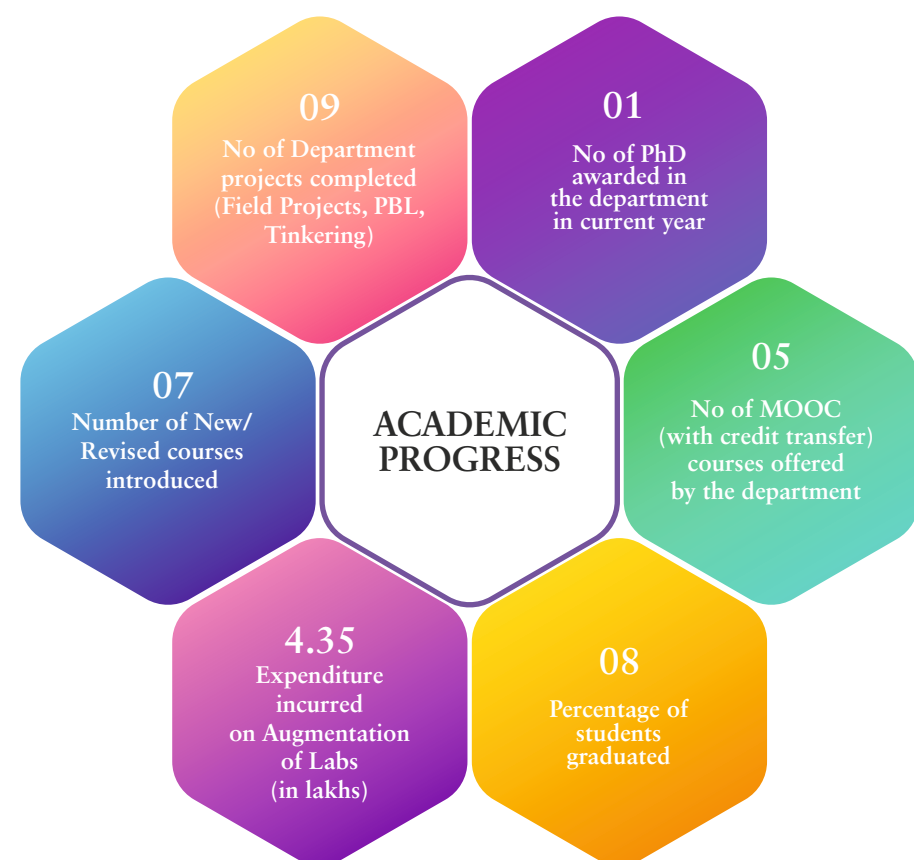 09
No of Department
projects completed
(Field Projects, PBL,
Tinkering)
01
No of PhD
awarded in
the department
in current year
07
Number of New/
Revised courses
introduced
ACADEMIC
PROGRESS
05
No of MOOC
(with credit transfer)
courses offered
by the department
4.35
Expenditure
incurred
on Augmentation
of Labs
(in lakhs)
08
Percentage of
students
graduated